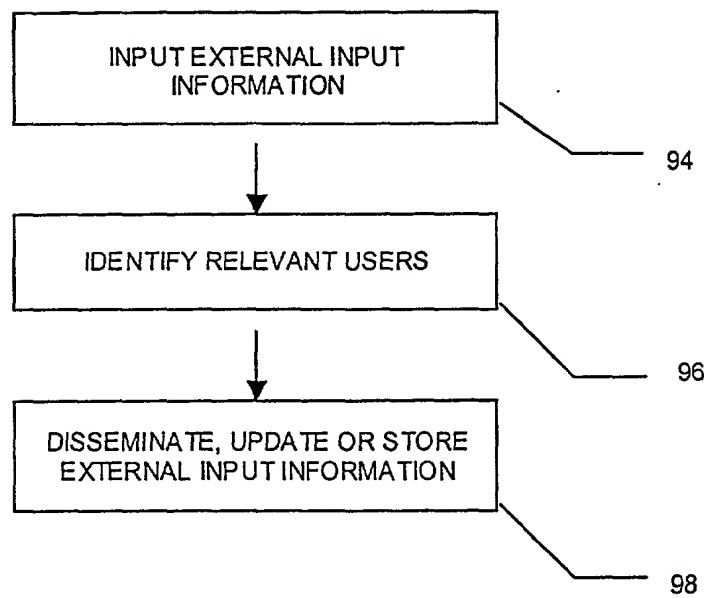 INPUT EXTERNAL INPUT
INFORMATION
94
IDENTIFY RELEVANT USERS
96
DISSEMINATE, UPDATE OR STORE
EXTERNAL INPUT INFORMATION
98